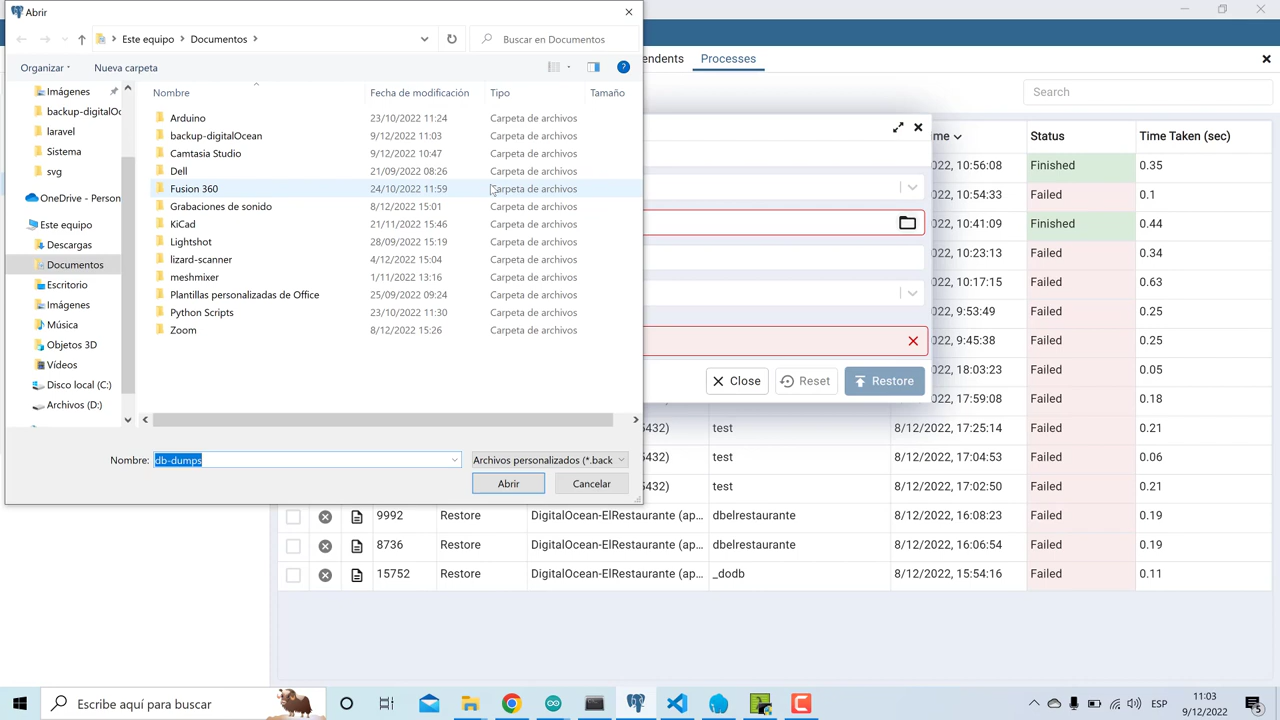 Abrir
Este equipo
Documentos
Buscar en Documentos
Organizar
Nueva carpeta
Imágenes
backup-digitalOc
laravel
Sistema
svg
OneDrive - Person
Este equipo
Descargas
Documentos
Escritorio
Imágenes
Música
Objetos 3D
Vídeos
Disco local (C:)
Archivos (D:)
Nombre
Fecha de modificación
Tipo
Tamaño
Arduino 23/10/2022 11:24 Carpeta de archivos
backup-digitalOcean 9/12/2022 11:03 Carpeta de archivos
Camtasia Studio 9/12/2022 10:47 Carpeta de archivos
Dell 21/09/2022 08:26 Carpeta de archivos
Fusion 360 24/10/2022 11:59 Carpeta de archivos
Grabaciones de sonido 8/12/2022 15:01 Carpeta de archivos
KiCad 21/11/2022 15:46 Carpeta de archivos
Lightshot 28/09/2022 15:19 Carpeta de archivos
lizard-scanner 4/12/2022 15:04 Carpeta de archivos
meshmixer 1/11/2022 13:16 Carpeta de archivos
Plantillas personalizadas de Office 25/09/2022 09:24 Carpeta de archivos
Python Scripts 23/10/2022 11:30 Carpeta de archivos
Zoom 8/12/2022 15:26 Carpeta de archivos
Nombre: db-dumps
Archivos personalizados (*.back
Abrir
Cancelar
endents
Processes
Search
me
Status
Time Taken (sec)
022, 10:56:08 Finished 0.35
022, 10:54:33 Failed 0.1
022, 10:41:09 Finished 0.44
022, 10:23:13 Failed 0.34
022, 10:17:15 Failed 0.63
022, 9:53:49 Failed 0.25
022, 9:45:38 Failed 0.25
022, 18:03:23 Failed 0.05
Close
Reset
Restore
8/12/2022, 17:59:08 Failed 0.18
5432) test 8/12/2022, 17:25:14 Failed 0.21
5432) test 8/12/2022, 17:04:53 Failed 0.06
5432) test 8/12/2022, 17:02:50 Failed 0.21
9992 Restore DigitalOcean-ElRestaurante (ap... dbelrestaurante 8/12/2022, 16:08:23 Failed 0.19
8736 Restore DigitalOcean-ElRestaurante (ap... dbelrestaurante 8/12/2022, 16:06:54 Failed 0.19
15752 Restore DigitalOcean-ElRestaurante (ap... _dodb 8/12/2022, 15:54:16 Failed 0.11
Escribe aquí para buscar
ESP
11:03
9/12/2022
5